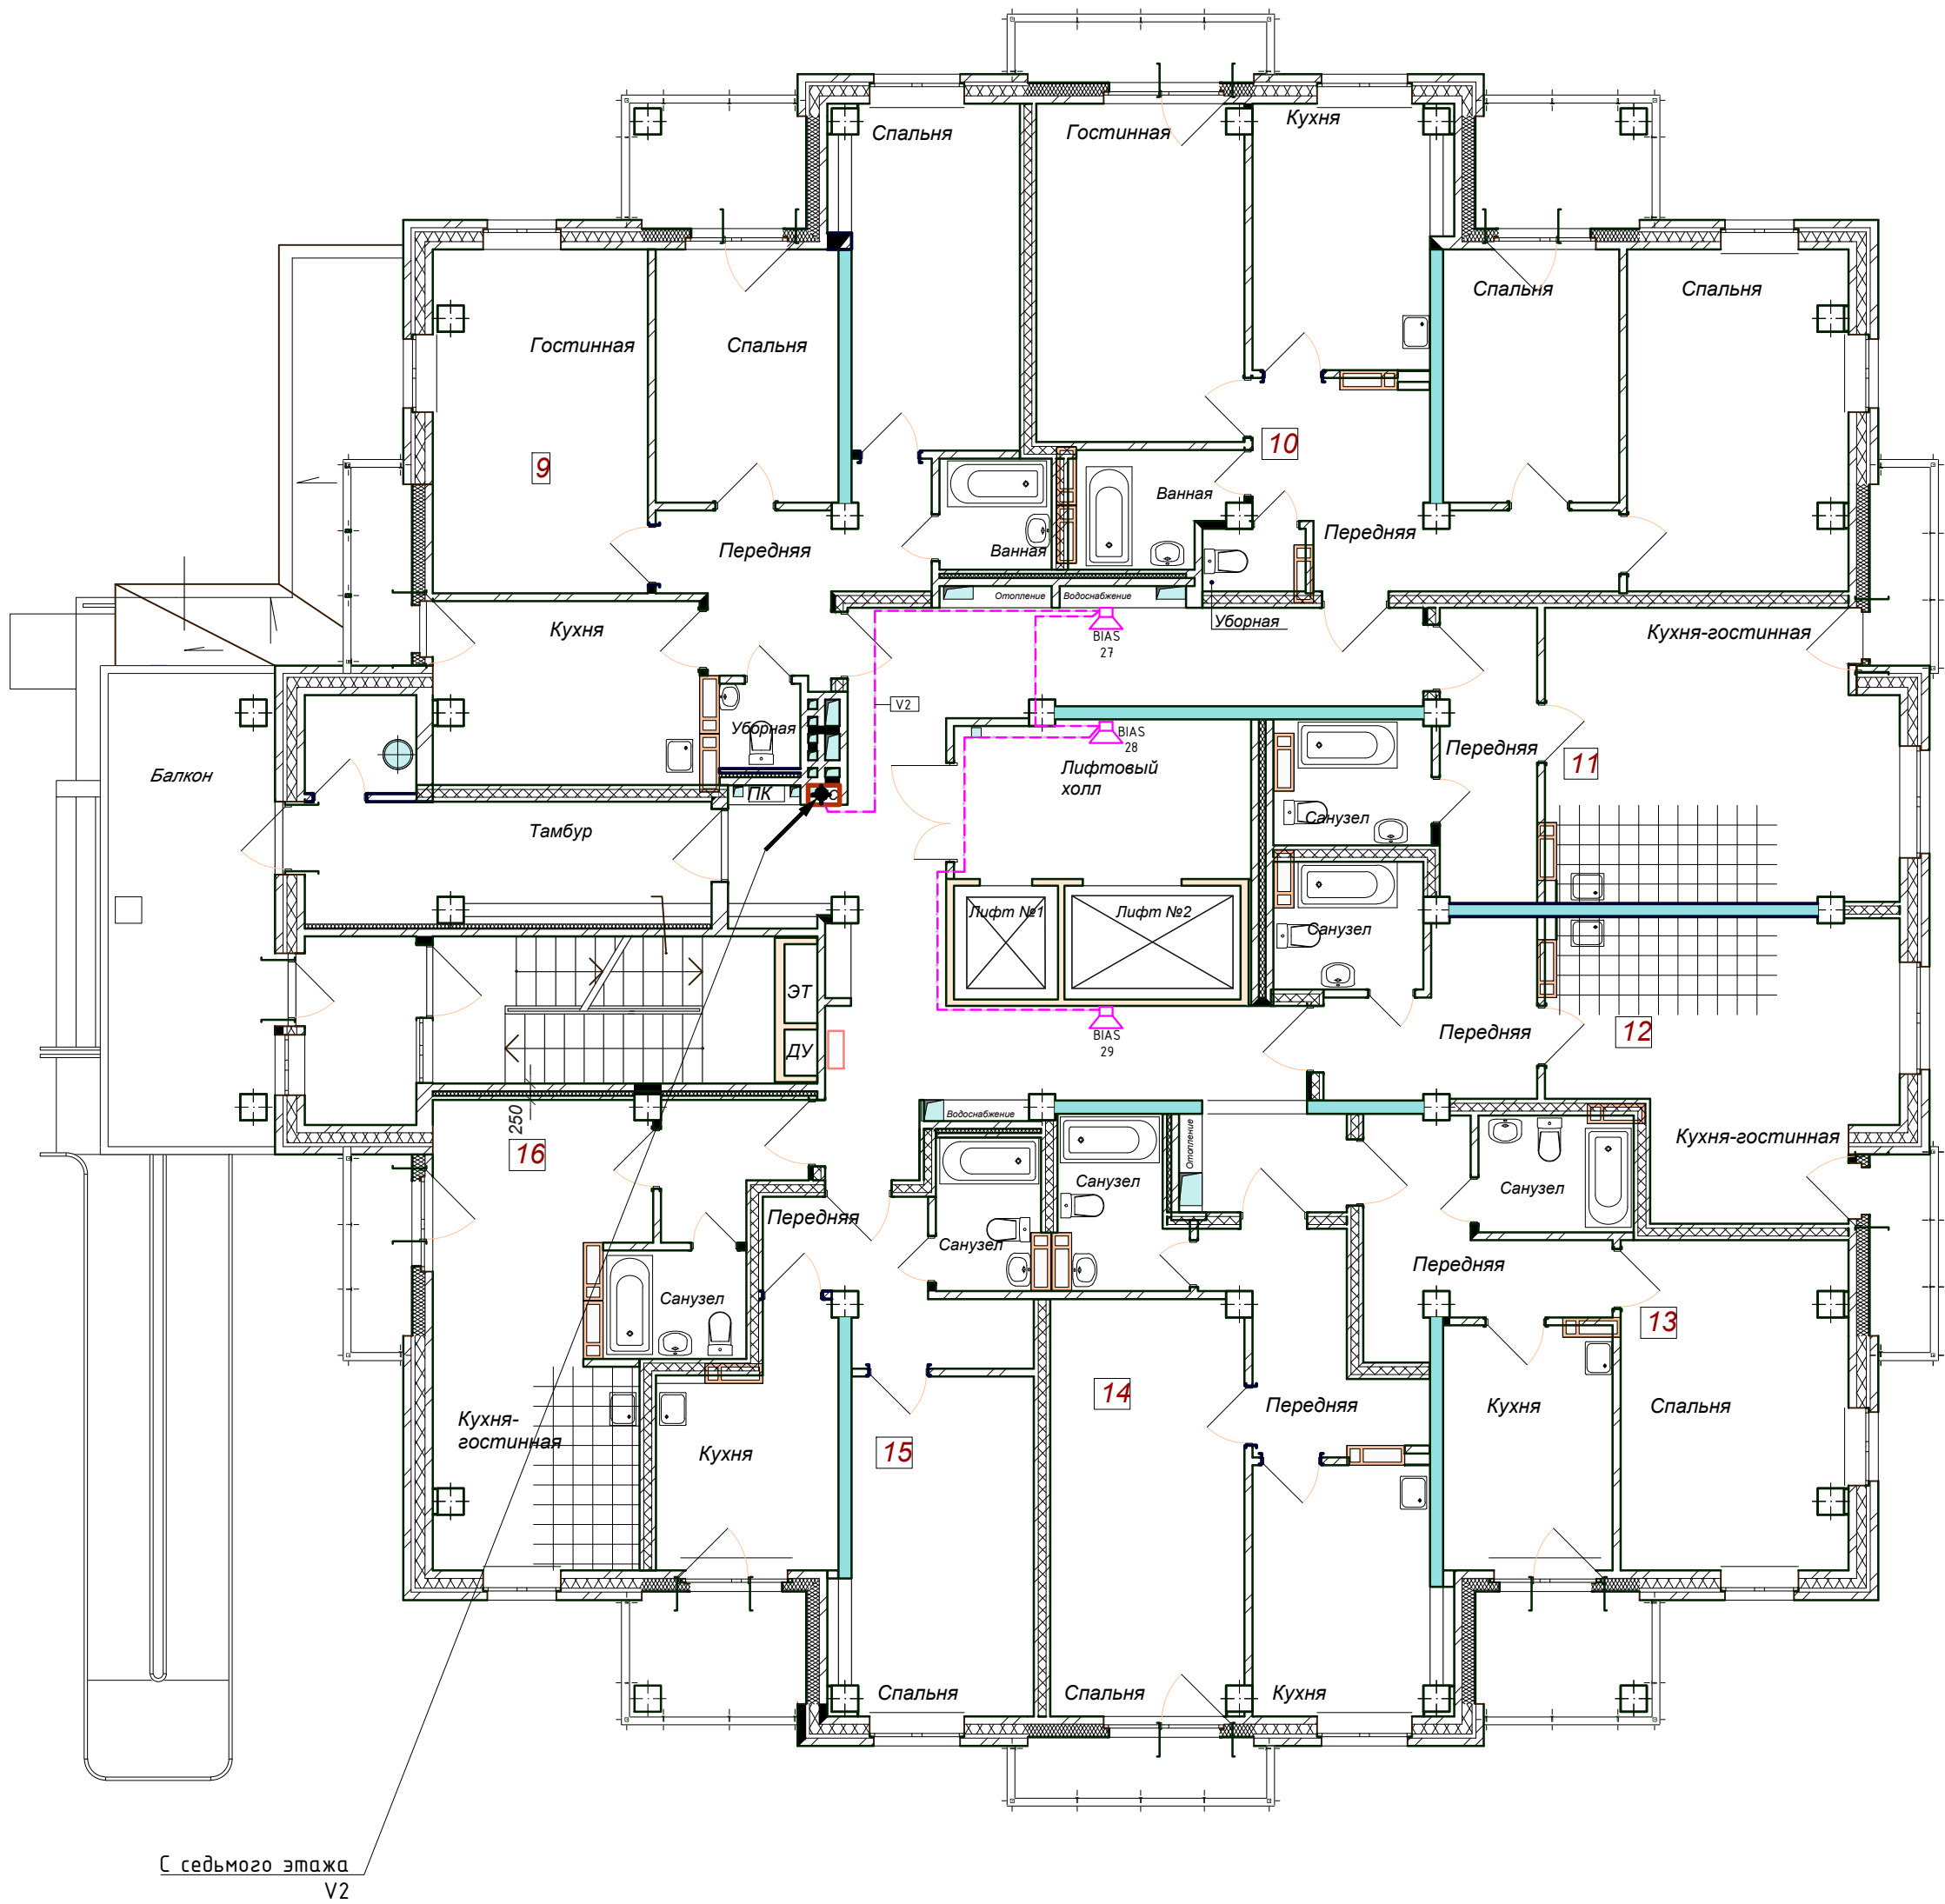 Спальня
Гостинная
Кухня
Спальня
Спальня
Гостинная
Спальня
10
9
Ванная
Передняя
Передняя
Ванная
Отопление
Водоснабжение
Уборная
Кухня
Кухня-гостинная
BIAS
27
V2
Уборная
BIAS
28
Передняя
11
Балкон
Лифтовый
холл
ПК
Санузел
Тамбур
Лифт №1
Лифт №2
Санузел
ЭТ
ДУ
BIAS
29
Передняя
12
250
16
Водоснабжение
Отопление
Кухня-гостинная
Санузел
Санузел
Передняя
Санузел
Передняя
Санузел
13
14
Кухня-
гостинная
Передняя
Кухня
Спальня
Кухня
15
Спальня
Спальня
Кухня
С седьмого этажа
V2